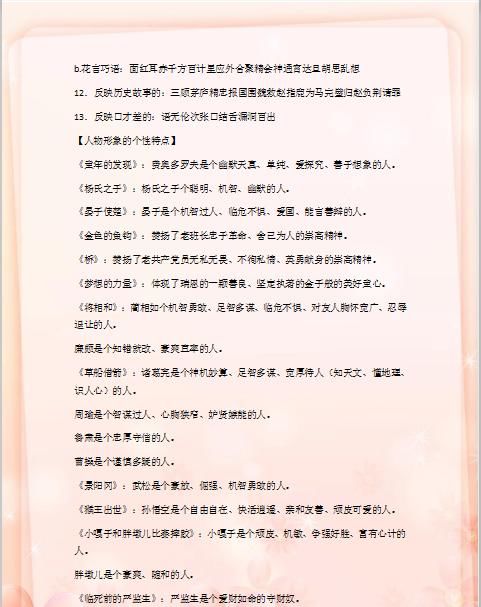 b.花言巧语：面红耳赤千方百计里应外合聚精会神通宵达旦胡思乱想
12．反映历史故事的：三顾茅庐精忠报国围魏救赵指鹿为马完璧归赵负荆请罪
13．反映口才差的：语无伦次张口结舌漏洞百出
【人物形象的个性特点】
《童年的发现》：费奥多罗夫是个幽默天真、单纯、爱探究、善于想象的人。
《杨氏之子》：杨氏之子个聪明、机智、幽默的人。
《晏子使楚》：晏子是个机智过人、临危不惧、爱国、能言善辩的人。
《金色的鱼钩》：赞扬了老班长忠于革命、舍己为人的崇高精神。
《桥》：赞扬了老共产党员无私无畏、不徇私情、英勇献身的崇高精神。
《梦想的力量》：体现了瑞恩的一颗善良、坚定执著的金子般的美好童心。
《将相和》：蔺相如个机智勇敢、足智多谋、临危不惧、对友人胸怀宽广、忍辱
退让的人。
廉颇是个知错就改、豪爽直率的人。
《草船借箭》：诸葛亮是个神机妙算、足智多谋、宽厚待人（知天文、懂地理、
识人心）的人。
周瑜是个智谋过人、心胸狭窄、妒贤嫉能的人。
鲁肃是个忠厚守信的人。
曹操是个谨慎多疑的人。
《景阳冈》：武松是个豪放、倔强、机智勇敢的人。
《猴王出世》：孙悟空是个自由自在、快活逍遥、亲和友善、顽皮可爱的人。
《小嘎子和胖墩儿比赛摔跤》：小嘎子是个顽皮、机敏、争强好胜、富有心计的
人。
胖墩儿是个豪爽、随和的人。
《临死前的严监生》：严监生是个爱财如命的守财奴。